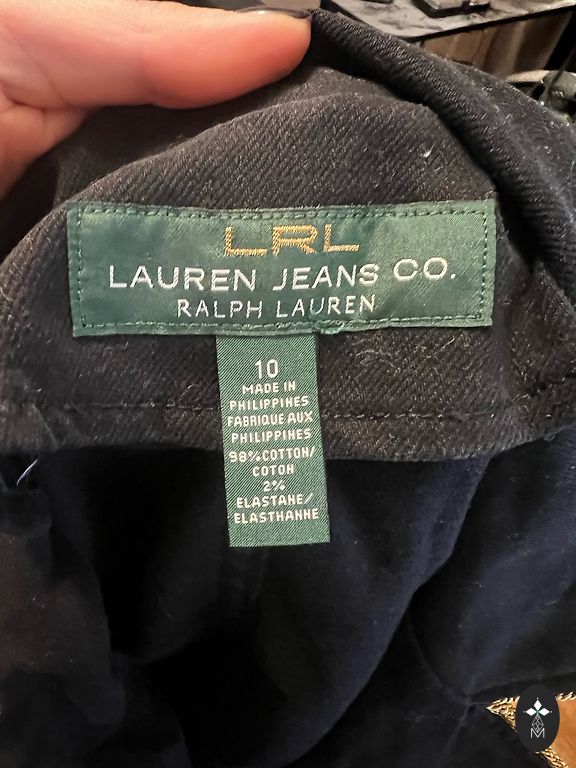 LRL
LAUREN JEANS CO.
RALPH LAUREN
10
MADE IN
PHILIPPINES
FABRIQUE AUX
PHILIPPINES
98%COTTON/
COTON
2%
ELASTANE/
ELASTHANNE
M